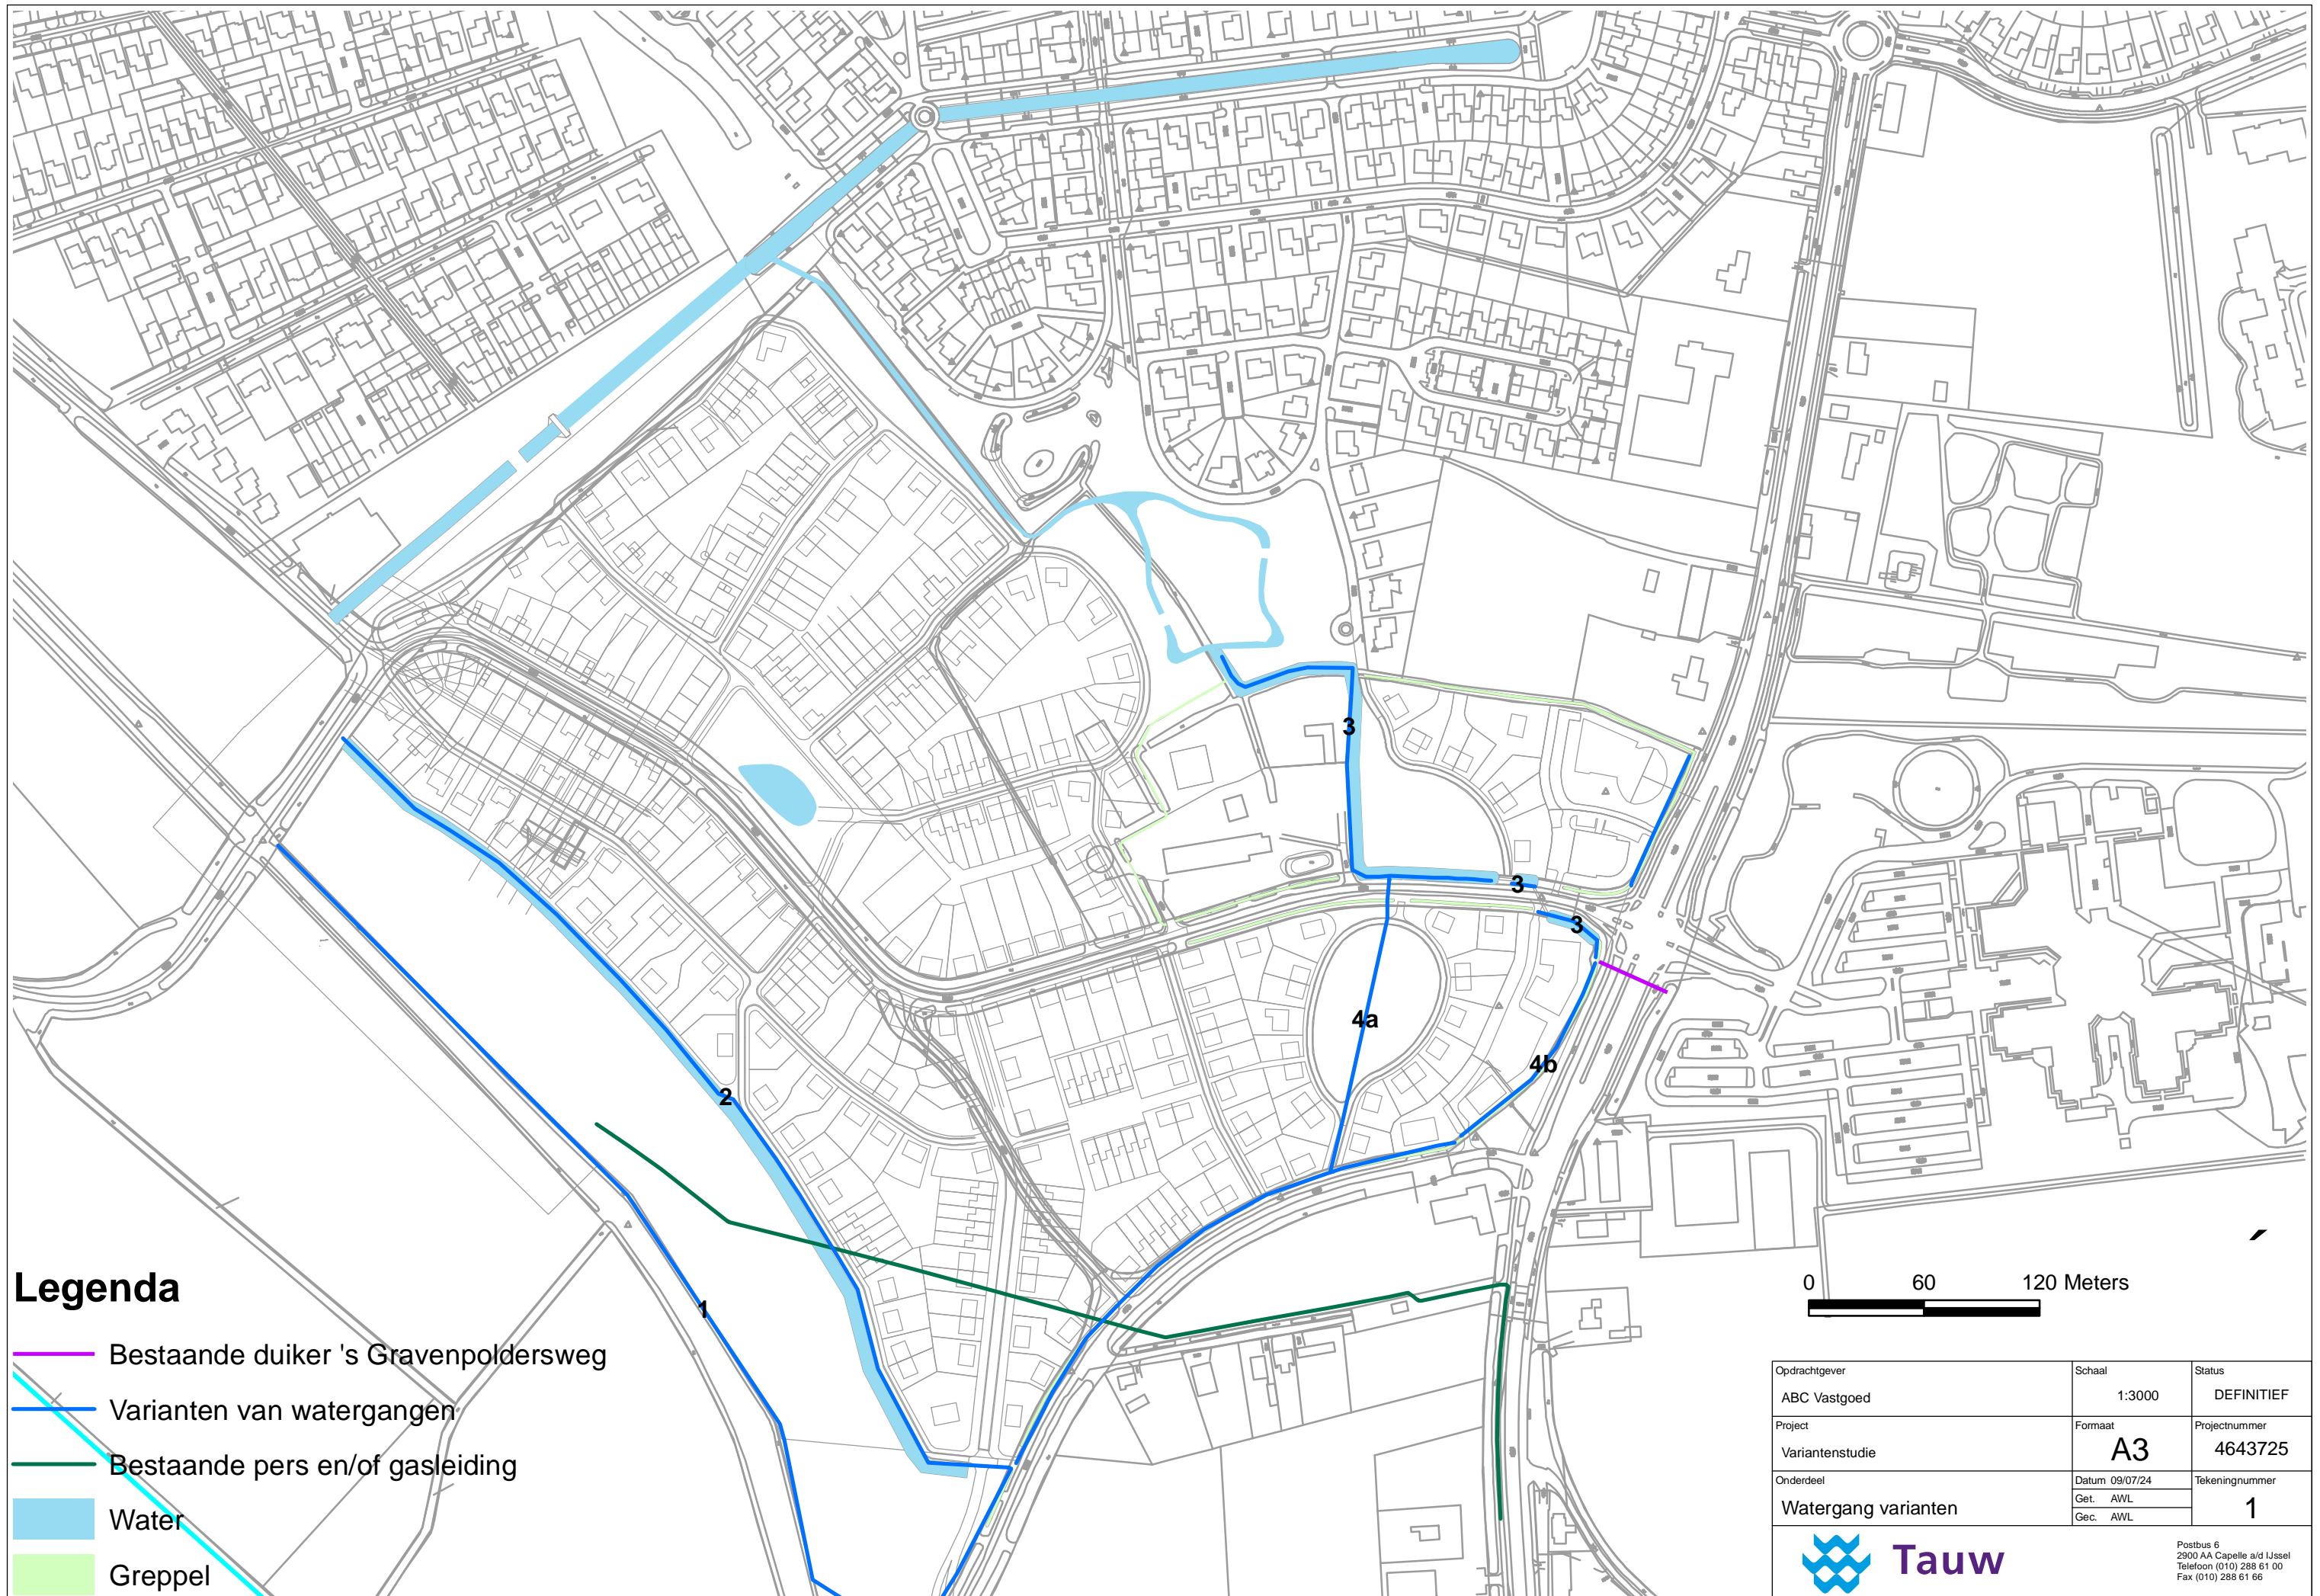 3
3
3
4a
4b
2
1
Legenda
Bestaande duiker 's Gravenpoldersweg
Varianten van watergangen
Bestaande pers en/of gasleiding
Water
Greppel
0 60 120 Meters
Opdrachtgever
ABC Vastgoed
Schaal
1:3000
Status
DEFINITIEF
Project
Variantenstudie
Formaat
A3
Projectnummer
4643725
Onderdeel
Watergang varianten
Datum 09/07/24
Get. AWL
Gec. AWL
Tekeningnummer
1
Tauw
Postbus 6
2900 AA Capelle a/d IJssel
Telefoon (010) 288 61 00
Fax (010) 288 61 66